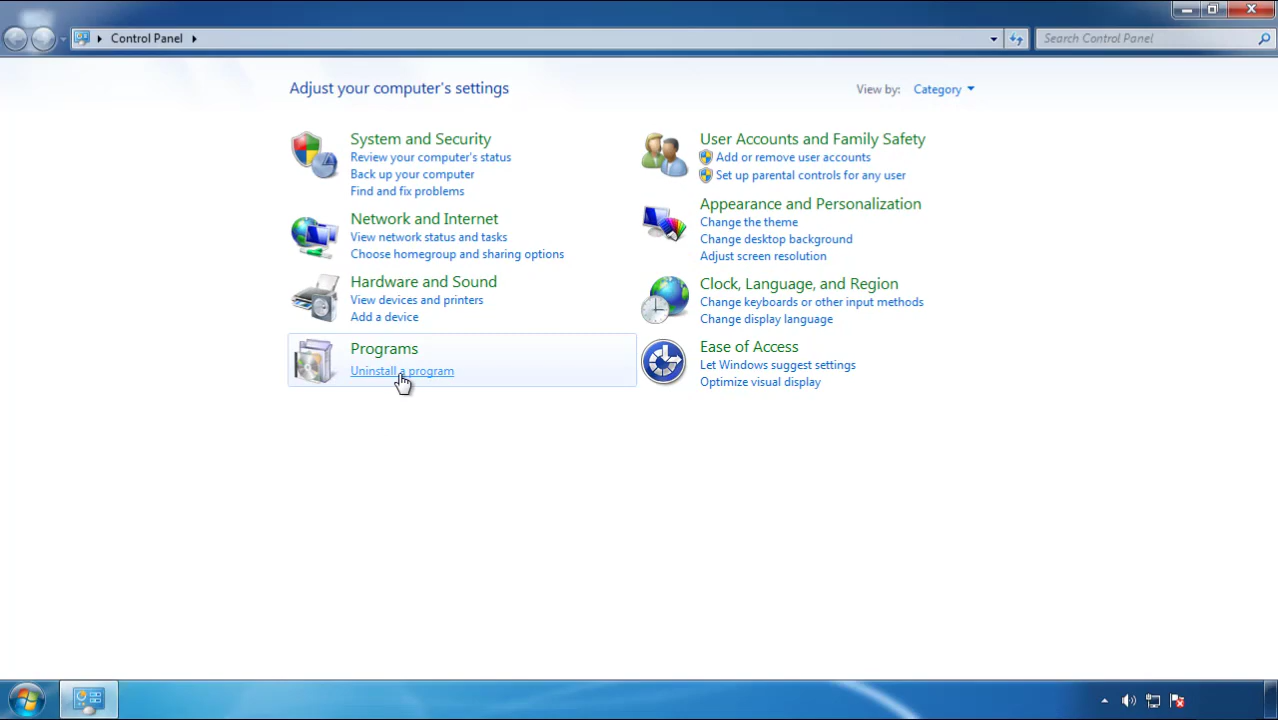 Control Panel
Search Control Panel
Adjust your computer's settings
View by: Category
System and Security
Review your computer's status
Back up your computer
Find and fix problems
Network and Internet
View network status and tasks
Choose homegroup and sharing options
Hardware and Sound
View devices and printers
Add a device
Programs
Uninstall a program
User Accounts and Family Safety
Add or remove user accounts
Set up parental controls for any user
Appearance and Personalization
Change the theme
Change desktop background
Adjust screen resolution
Clock, Language, and Region
Change keyboards or other input methods
Change display language
Ease of Access
Let Windows suggest settings
Optimize visual display